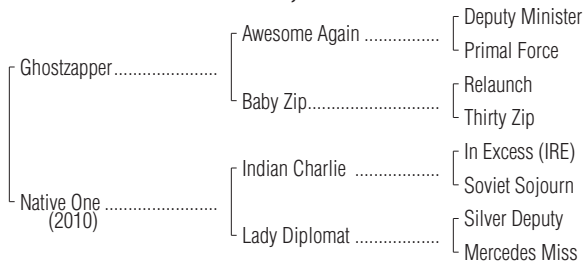 Deputy Minister
Awesome Again ................
Primal Force
Ghostzapper......................
Relaunch
Baby Zip............................
Thirty Zip
In Excess (IRE)
Indian Charlie ..................
Soviet Sojourn
Native One ........................
(2010)
Silver Deputy
Lady Diplomat ..................
Mercedes Miss